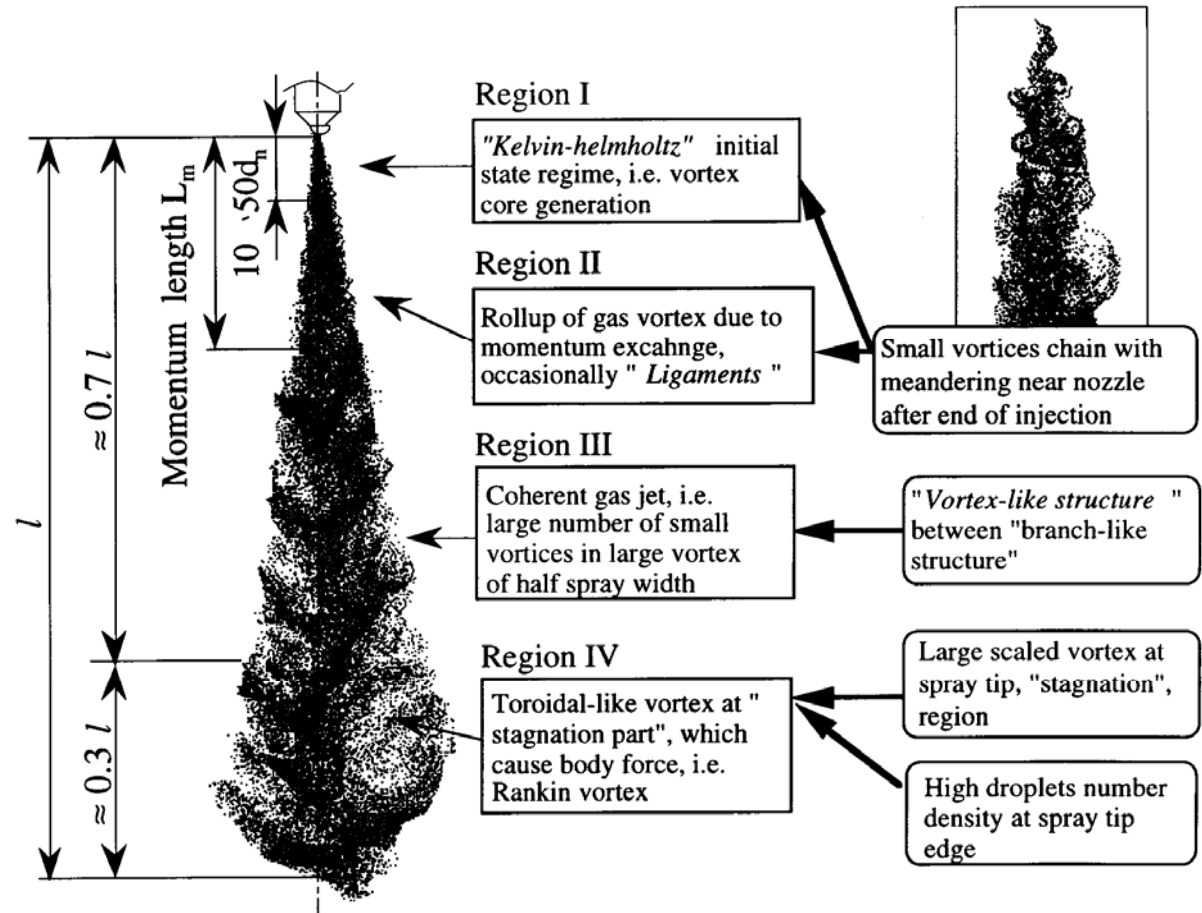 Region I
"Kelvin-helmholtz" initial
state regime, i.e. vortex
core generation
Region II
Rollup of gas vortex due to
momentum excahnge,
occasionally " Ligaments "
Region III
Coherent gas jet, i.e.
large number of small
vortices in large vortex
of half spray width
Region IV
Toroidal-like vortex at "
stagnation part", which
cause body force, i.e.
Rankin vortex
Small vortices chain with
meandering near nozzle
after end of injection
"Vortex-like structure "
between "branch-like
structure"
Large scaled vortex at
spray tip, "stagnation",
region
High droplets number
density at spray tip
edge
l
≈ 0.7 l
≈ 0.3 l
Momentum length Lm
10 ~50dn